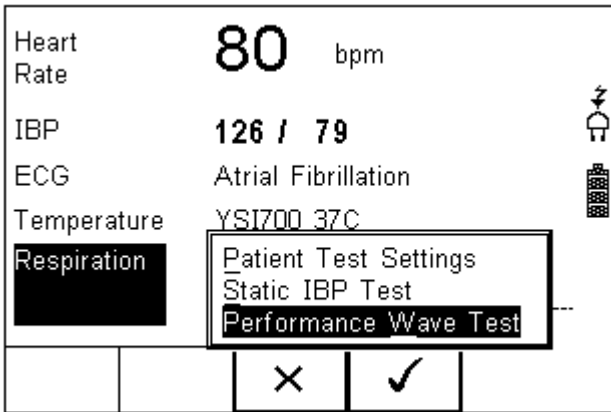 Heart Rate 80 bpm
IBP 126 / 79
ECG Atrial Fibrillation
Temperature YSI700 37C
Respiration
Patient Test Settings
Static IBP Test
Performance Wave Test